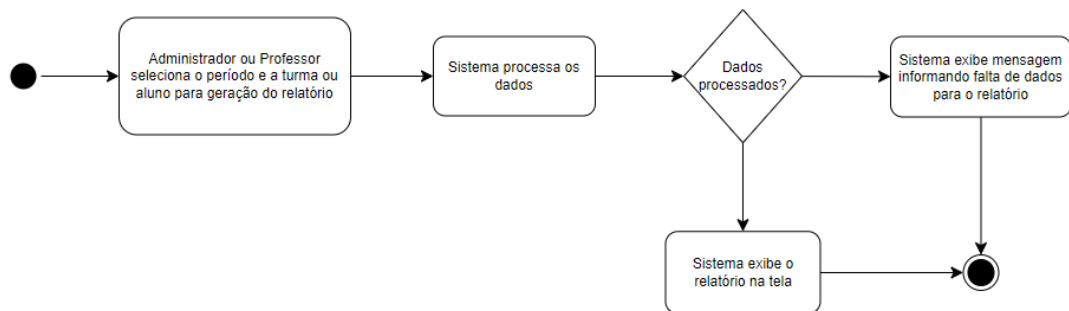 Administrador ou Professor
seleciona o período e a turma ou
aluno para geração do relatório
Sistema processa os
dados
Dados
processados?
Sistema exibe mensagem
informando falta de dados
para o relatório
Sistema exibe o
relatório na tela